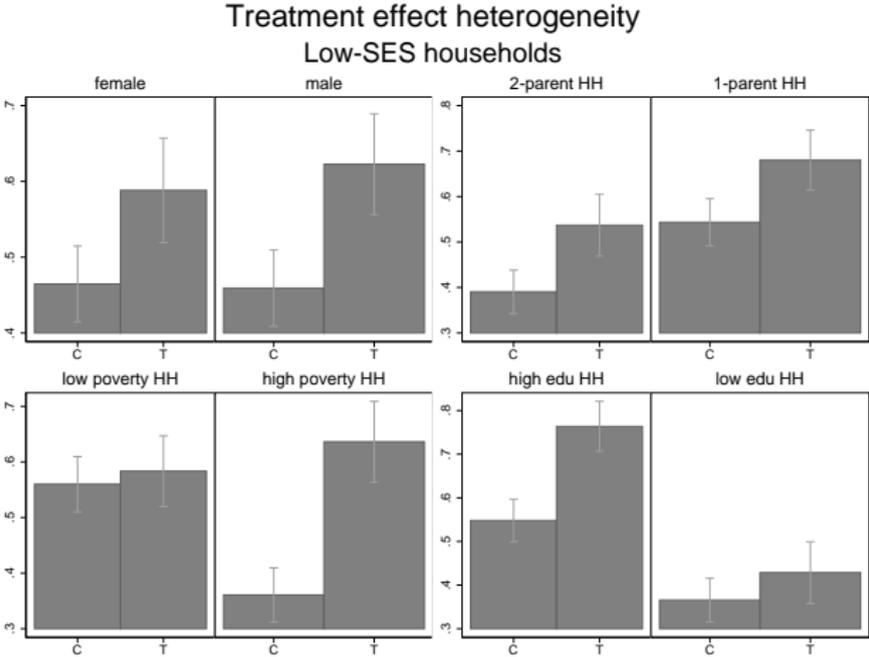 Treatment effect heterogeneity
Low-SES households
female male 2-parent HH 1-parent HH
.7 .8
.7
.6 .6
.5 .5
.4
.4 .3
C T C T C T C T
low poverty HH high poverty HH high edu HH low edu HH
.7 .8
.7
.6 .6
.5 .5
.4 .4
.3 .3
C T C T C T C T